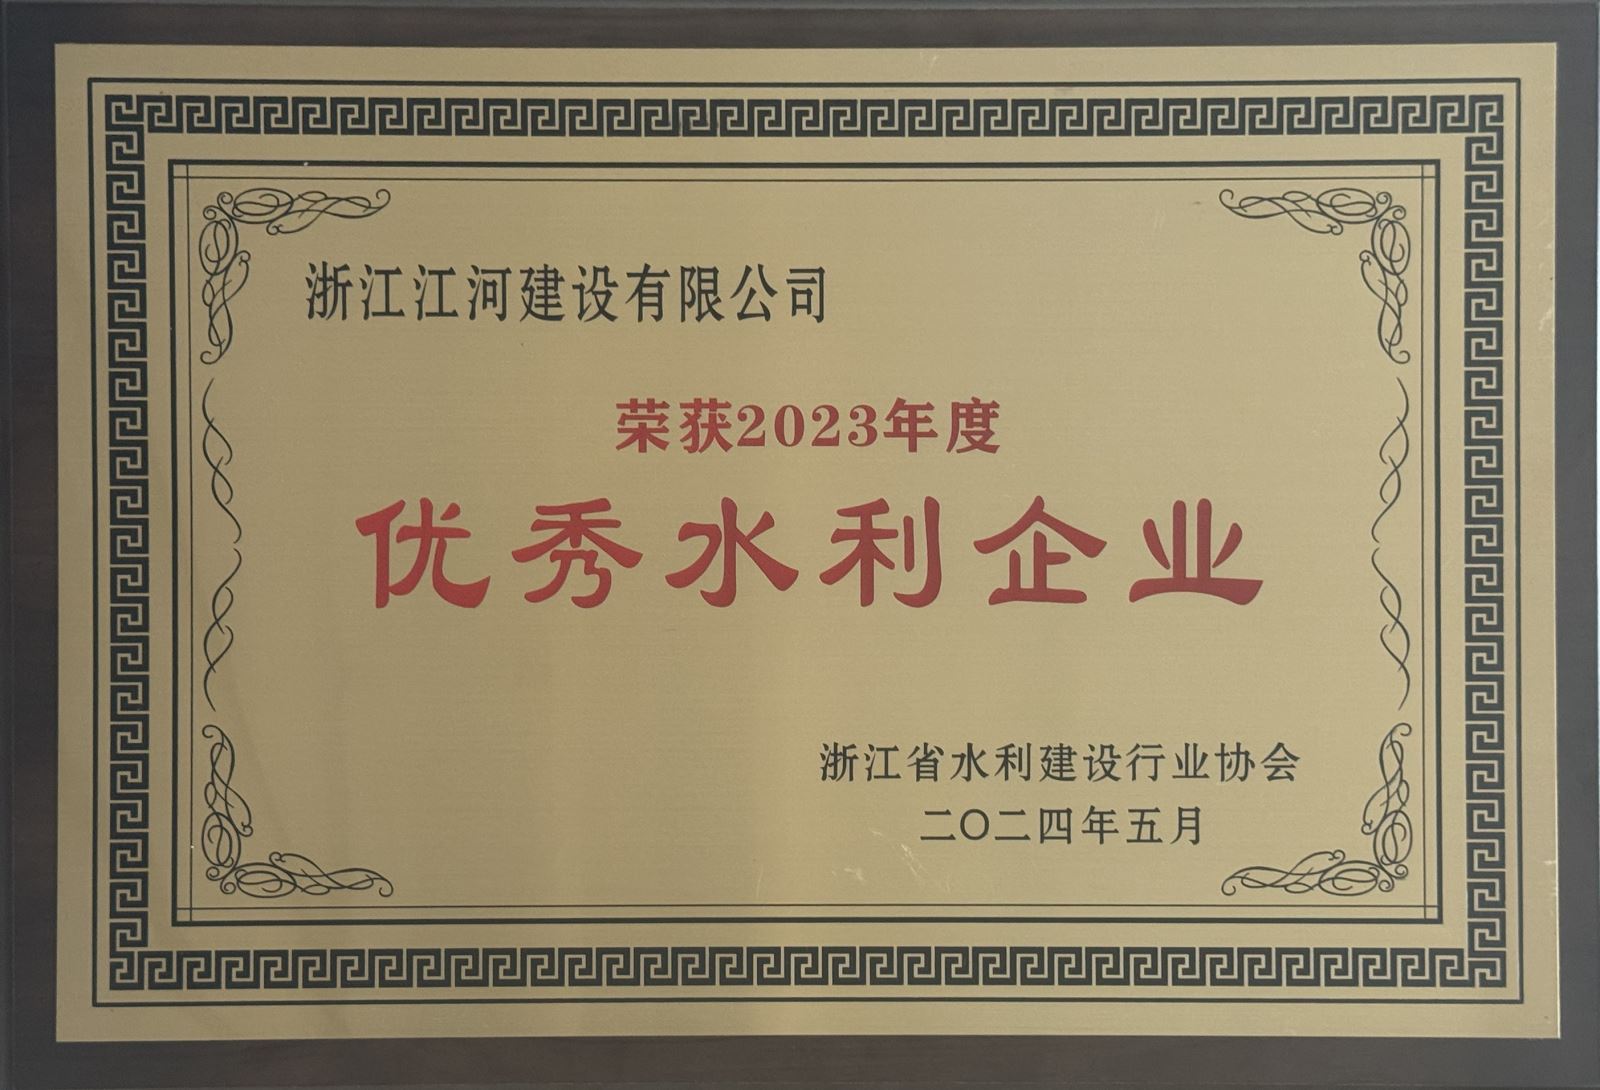 浙江江河建设有限公司
荣获2023年度
优秀水利企业
浙江省水利建设行业协会
二〇二四年五月